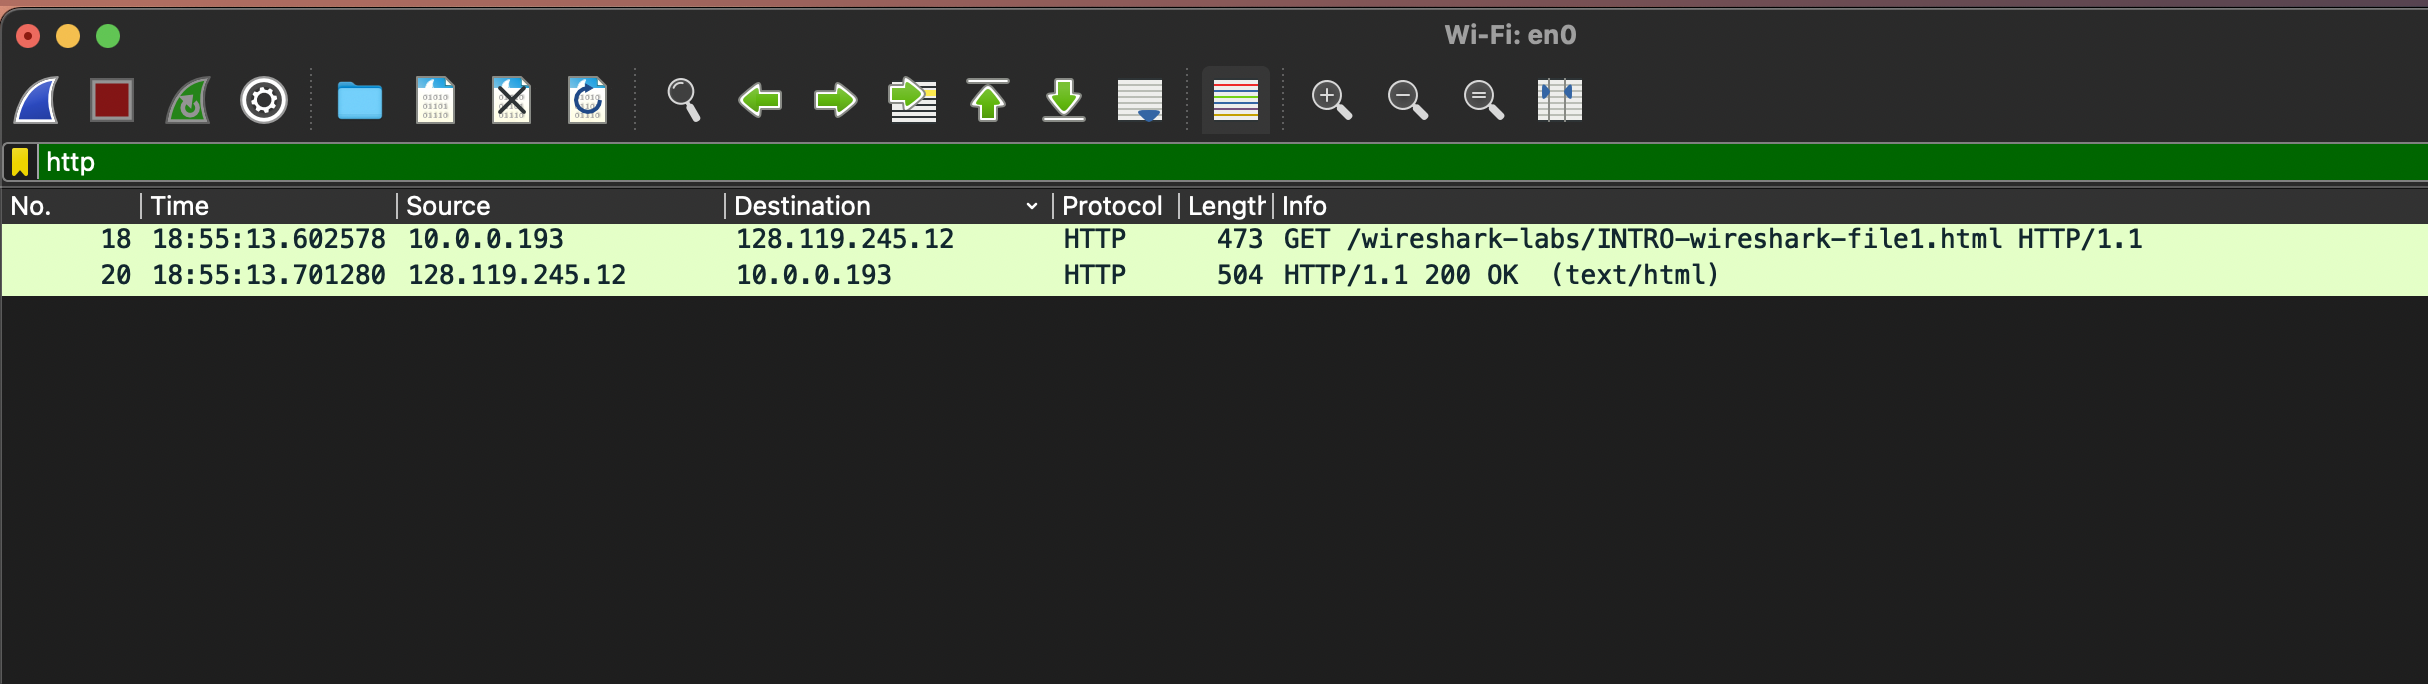 Wi-Fi: en0
http
No. Time Source Destination Protocol Length Info
18 18:55:13.602578 10.0.0.193 128.119.245.12 HTTP 473 GET /wireshark-labs/INTRO-wireshark-file1.html HTTP/1.1
20 18:55:13.701280 128.119.245.12 10.0.0.193 HTTP 504 HTTP/1.1 200 OK (text/html)